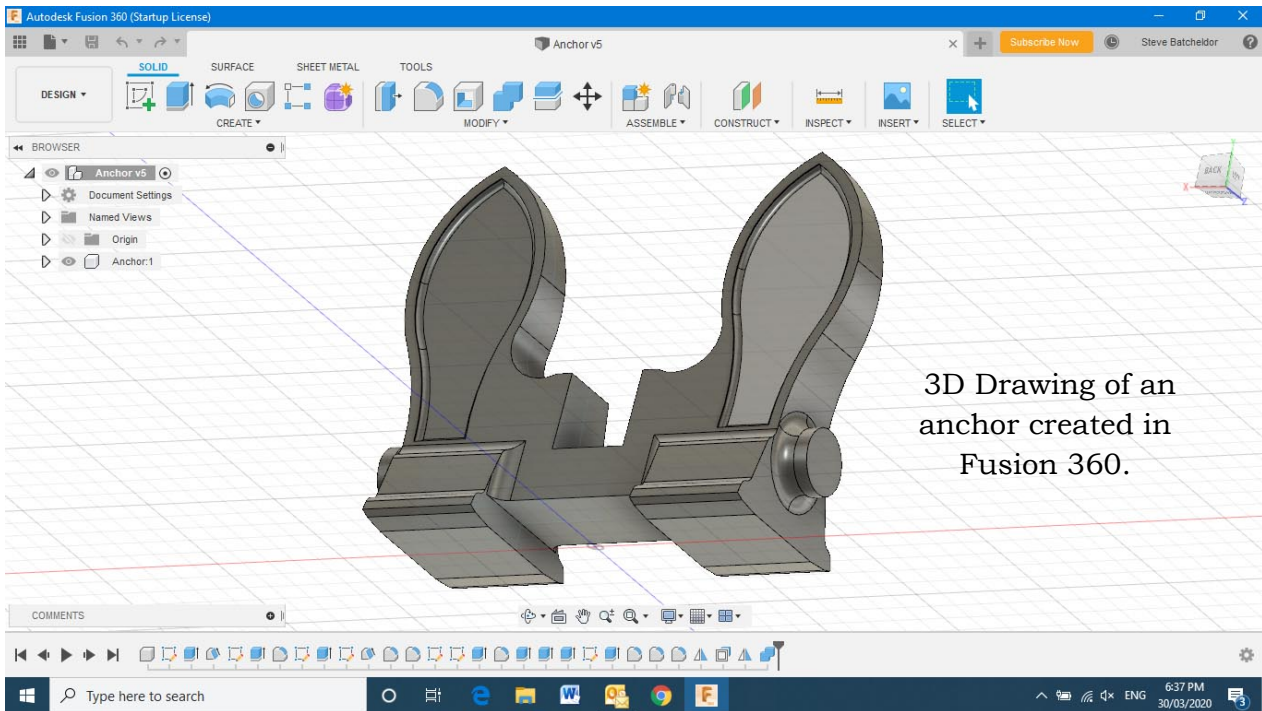 Autodesk Fusion 360 (Startup License)
Anchor v5
Subscribe Now
Steve Batcheldor
SOLID
SURFACE
SHEET METAL
TOOLS
DESIGN
CREATE
MODIFY
ASSEMBLE
CONSTRUCT
INSPECT
INSERT
SELECT
BROWSER
Anchor v5
Document Settings
Named Views
Origin
Anchor:1
BACK
X
Z
3D Drawing of an
anchor created in
Fusion 360.
COMMENTS
Type here to search
ENG
6:37 PM
30/03/2020
3